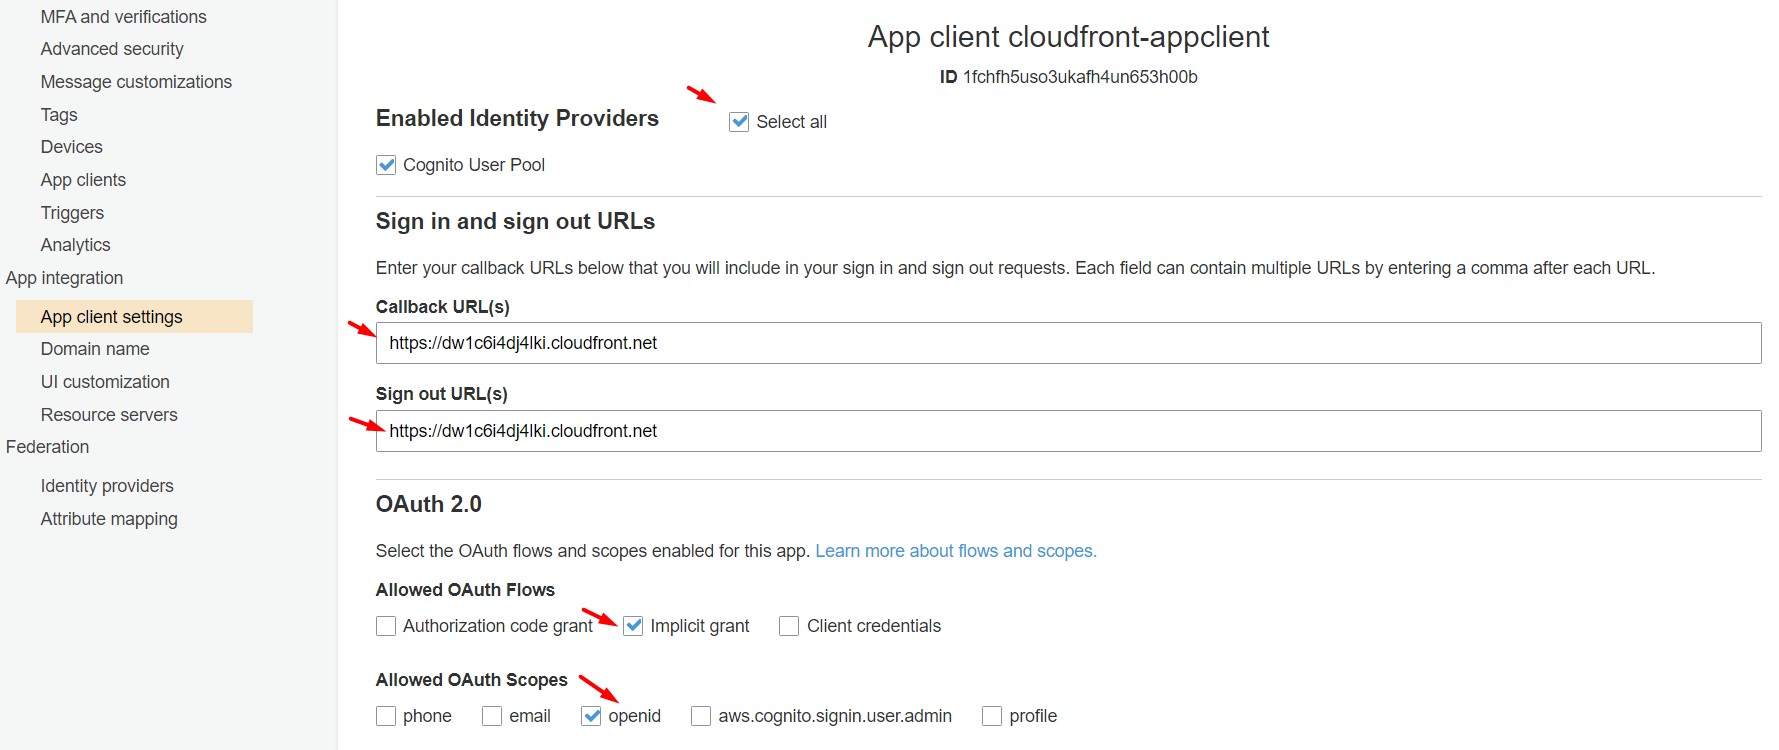 MFA and verifications
Advanced security
Message customizations
Tags
Devices
App clients
Triggers
Analytics
App integration
App client settings
Domain name
UI customization
Resource servers
Federation
Identity providers
Attribute mapping
App client cloudfront-appclient
ID 1fchfh5uso3ukafh4un653h00b
Enabled Identity Providers
Select all
Cognito User Pool
Sign in and sign out URLs
Enter your callback URLs below that you will include in your sign in and sign out requests. Each field can contain multiple URLs by entering a comma after each URL.
Callback URL(s)
https://dw1c6i4dj4lki.cloudfront.net
Sign out URL(s)
https://dw1c6i4dj4lki.cloudfront.net
OAuth 2.0
Select the OAuth flows and scopes enabled for this app. Learn more about flows and scopes.
Allowed OAuth Flows
Authorization code grant Implicit grant Client credentials
Allowed OAuth Scopes
phone email openid aws.cognito.signin.user.admin profile